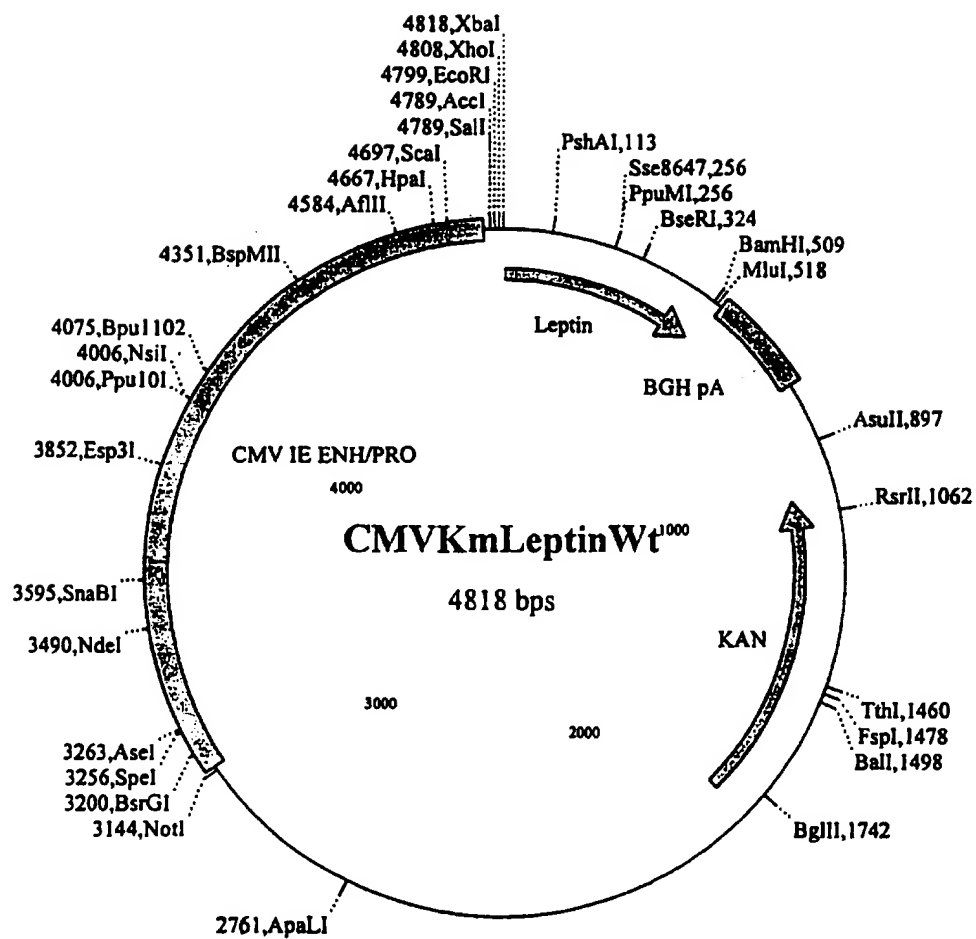 4818,XbaI
4808,XhoI
4799,EcoRI
4789,AccI
4789,SalI
4697,ScaI
4667,HpaI
4584,AflII
4351,BspMII
4075,Bpu1102
4006,NsiI
4006,Ppu10I
3852,Esp3I
3595,SnaBI
3490,NdeI
3263,AseI
3256,SpeI
3200,BsrGI
3144,NotI
2761,ApaLI
PshAI,113
Sse8647,256
PpuMI,256
BseRI,324
BamHI,509
MluI,518
AsuII,897
RsrII,1062
TthI,1460
FspI,1478
BalI,1498
BglII,1742
Leptin
BGH pA
CMV IE ENH/PRO
4000
CMVKmLeptinWt
1000
4818 bps
KAN
3000
2000